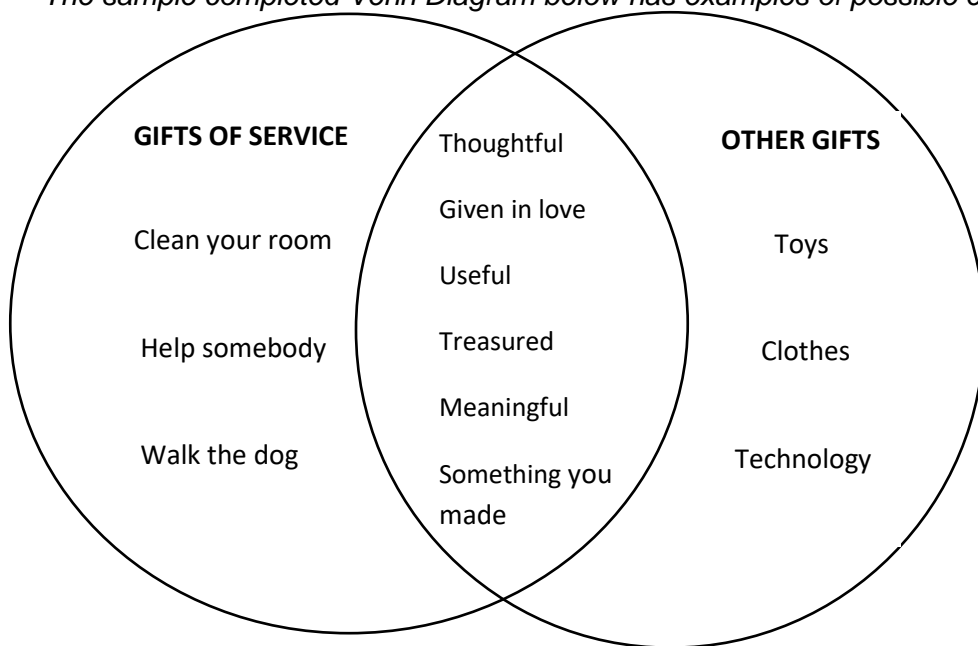 The sample completed Venn Diagram below has examples of possible
GIFTS OF SERVICE
Clean your room
Help somebody
Walk the dog
Thoughtful
Given in love
Useful
Treasured
Meaningful
Something you
made
OTHER GIFTS
Toys
Clothes
Technology